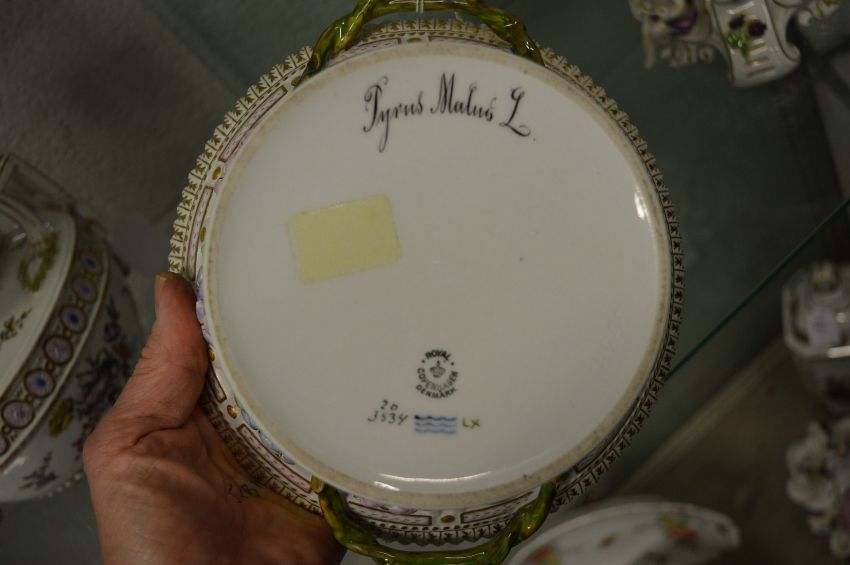 Pyrus Malus L.
ROYAL
COPENHAGEN
DENMARK
20
3534 LX